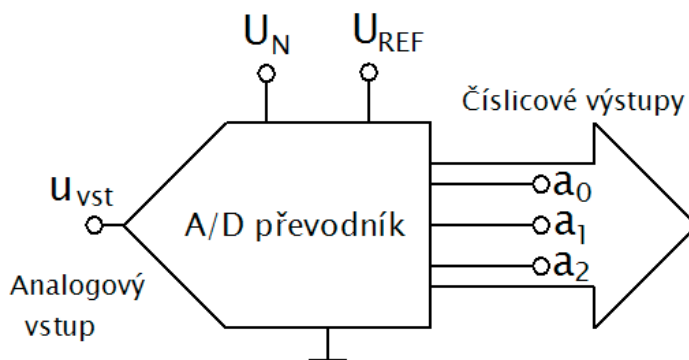 U_N
U_REF
Číslicové výstupy
u_vst
a_0
A/D převodník
a_1
a_2
Analogový
vstup